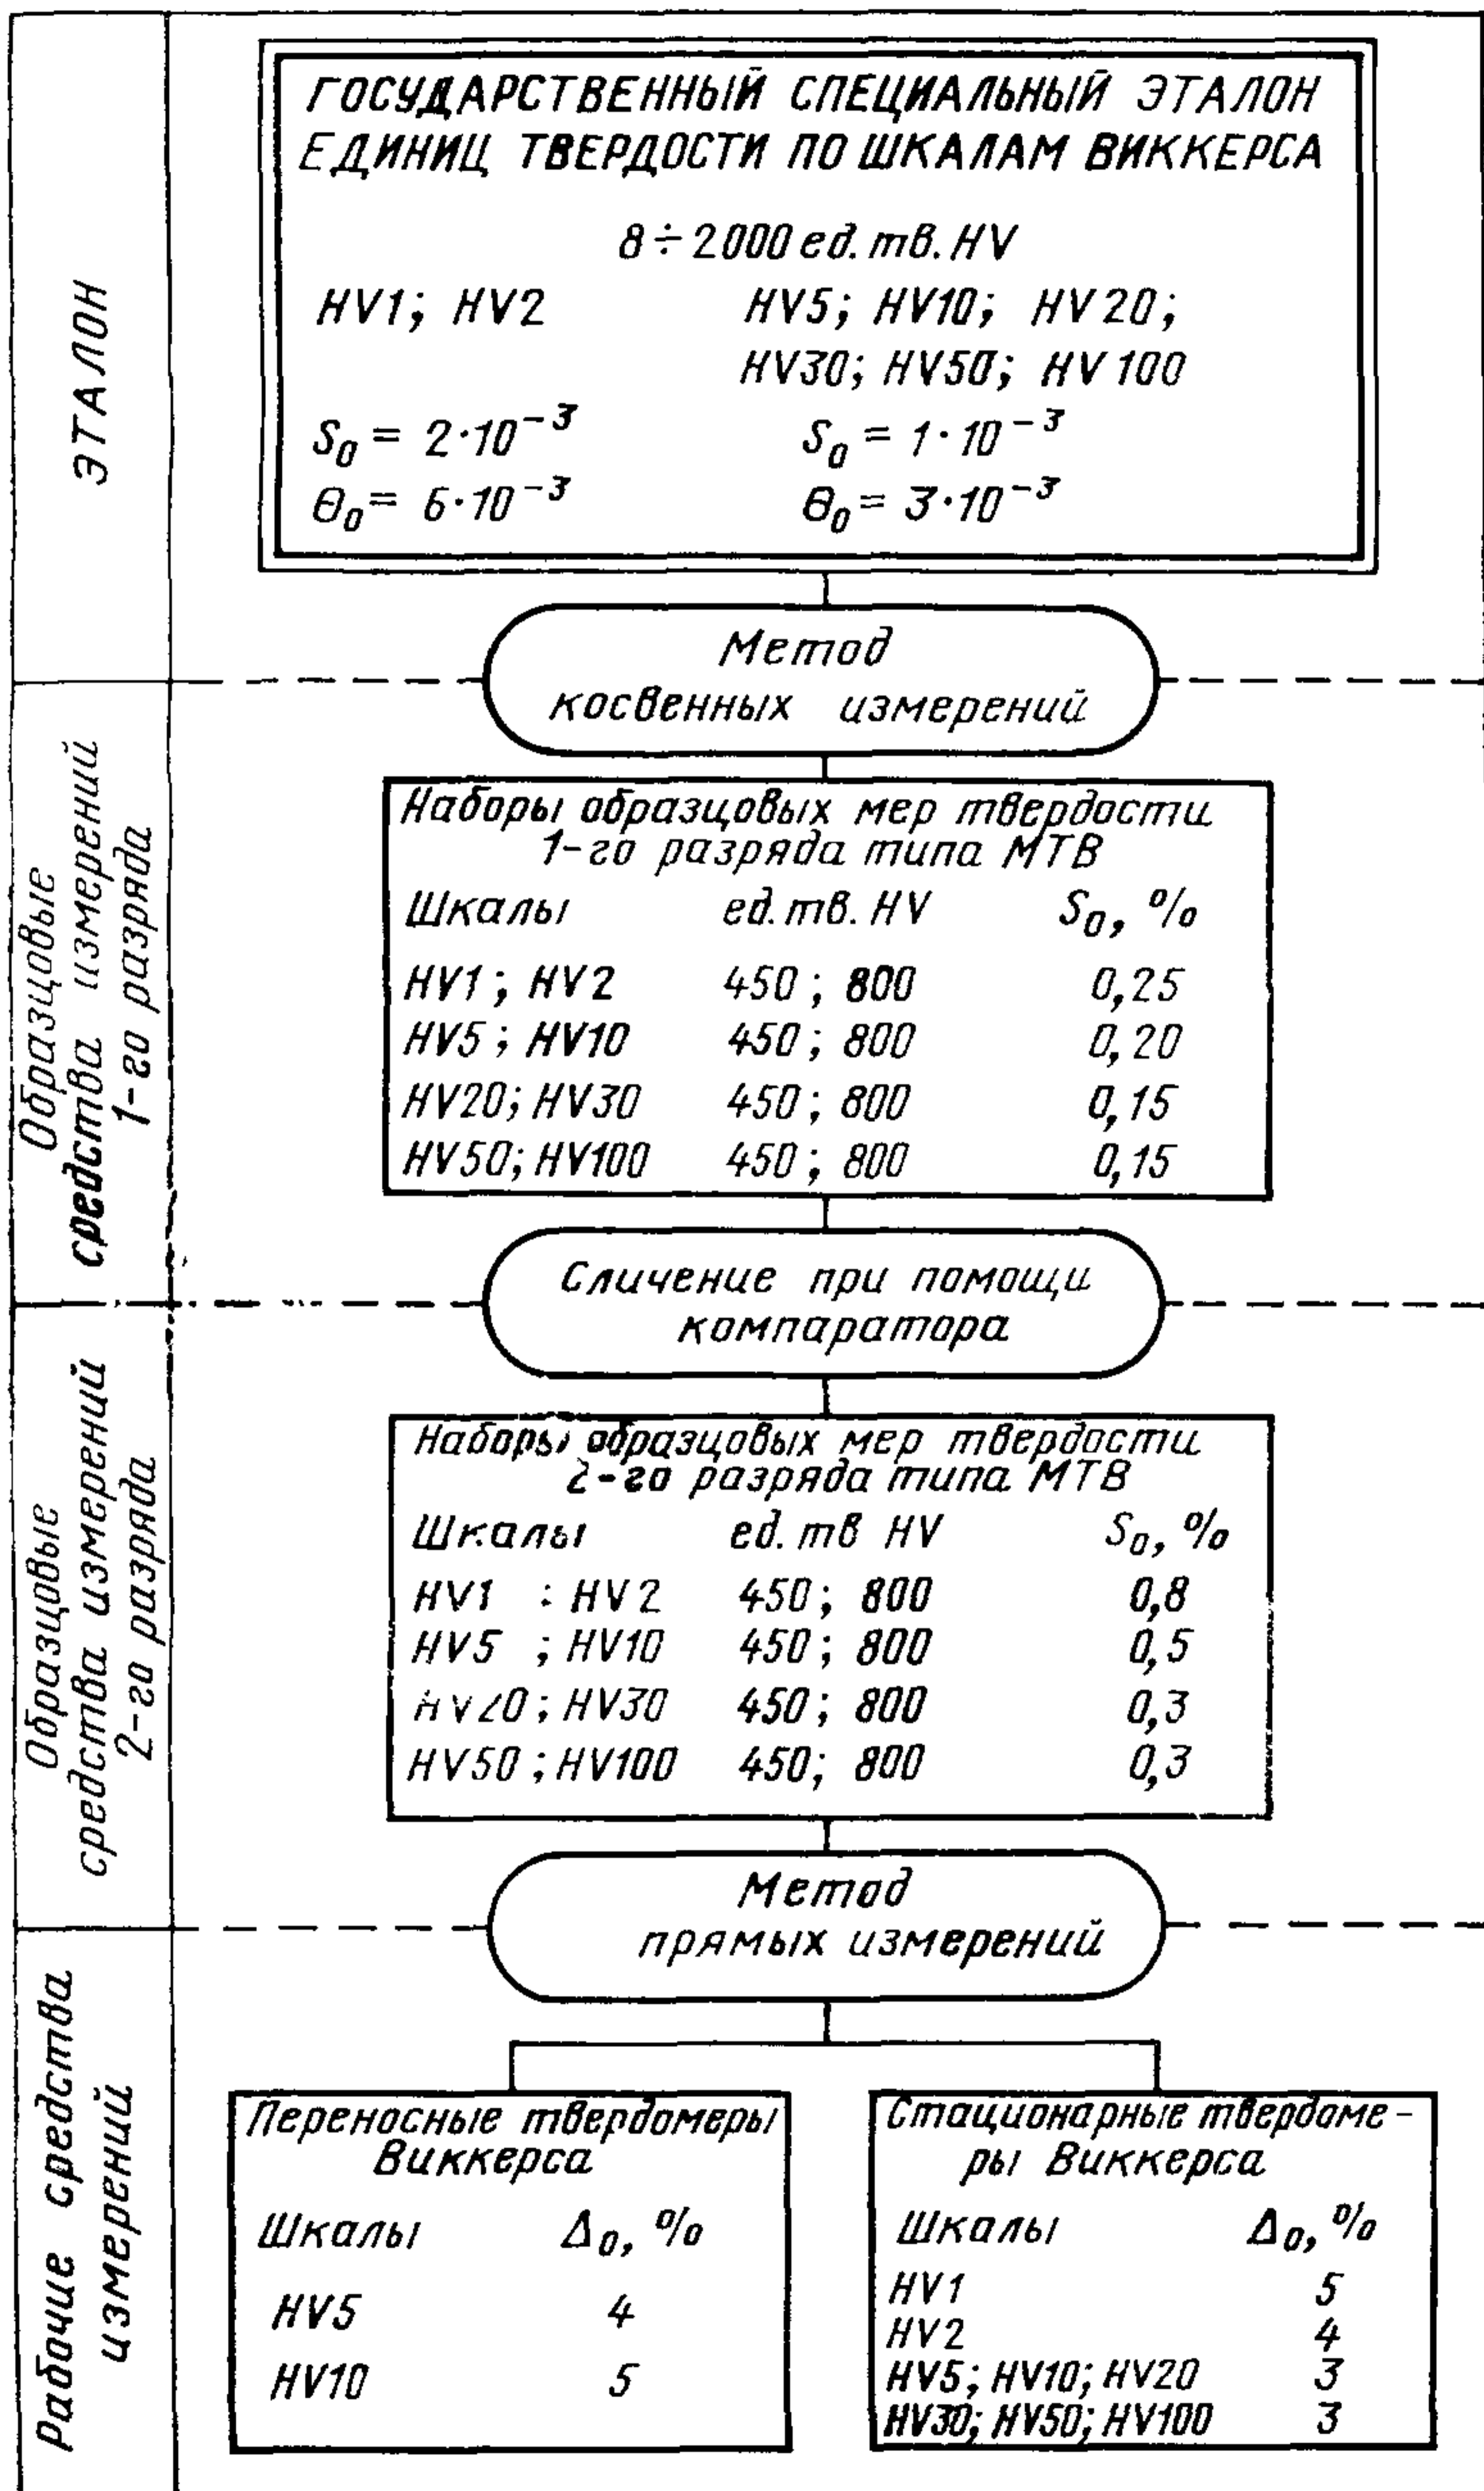 ЭТАЛОН
ГОСУДАРСТВЕННЫЙ СПЕЦИАЛЬНЫЙ ЭТАЛОН
ЕДИНИЦ ТВЕРДОСТИ ПО ШКАЛАМ ВИККЕРСА
8÷2000 ед. тв. HV
HV1; HV2 HV5; HV10; HV20;
HV30; HV50; HV100
S₀ = 2·10⁻³ S₀ = 1·10⁻³
Θ₀ = 6·10⁻³ Θ₀ = 3·10⁻³
Метод
косвенных измерений
Образцовые
средства измерений
1-го разряда
Наборы образцовых мер твердости
1-го разряда типа МТВ
Шкалы ед. тв. HV S₀, %
HV1; HV2 450; 800 0,25
HV5; HV10 450; 800 0,20
HV20; HV30 450; 800 0,15
HV50; HV100 450; 800 0,15
Сличение при помощи
компаратора
Образцовые
средства измерений
2-го разряда
Наборы образцовых мер твердости
2-го разряда типа МТВ
Шкалы ед. тв HV S₀, %
HV1 : HV2 450; 800 0,8
HV5 ; HV10 450; 800 0,5
HV20; HV30 450; 800 0,3
HV50; HV100 450; 800 0,3
Метод
прямых измерений
Рабочие средства
измерений
Переносные твердомеры
Виккерса
Шкалы Δ₀, %
HV5 4
HV10 5
Стационарные твердоме-
ры Виккерса
Шкалы Δ₀, %
HV1 5
HV2 4
HV5; HV10; HV20 3
HV30; HV50; HV100 3